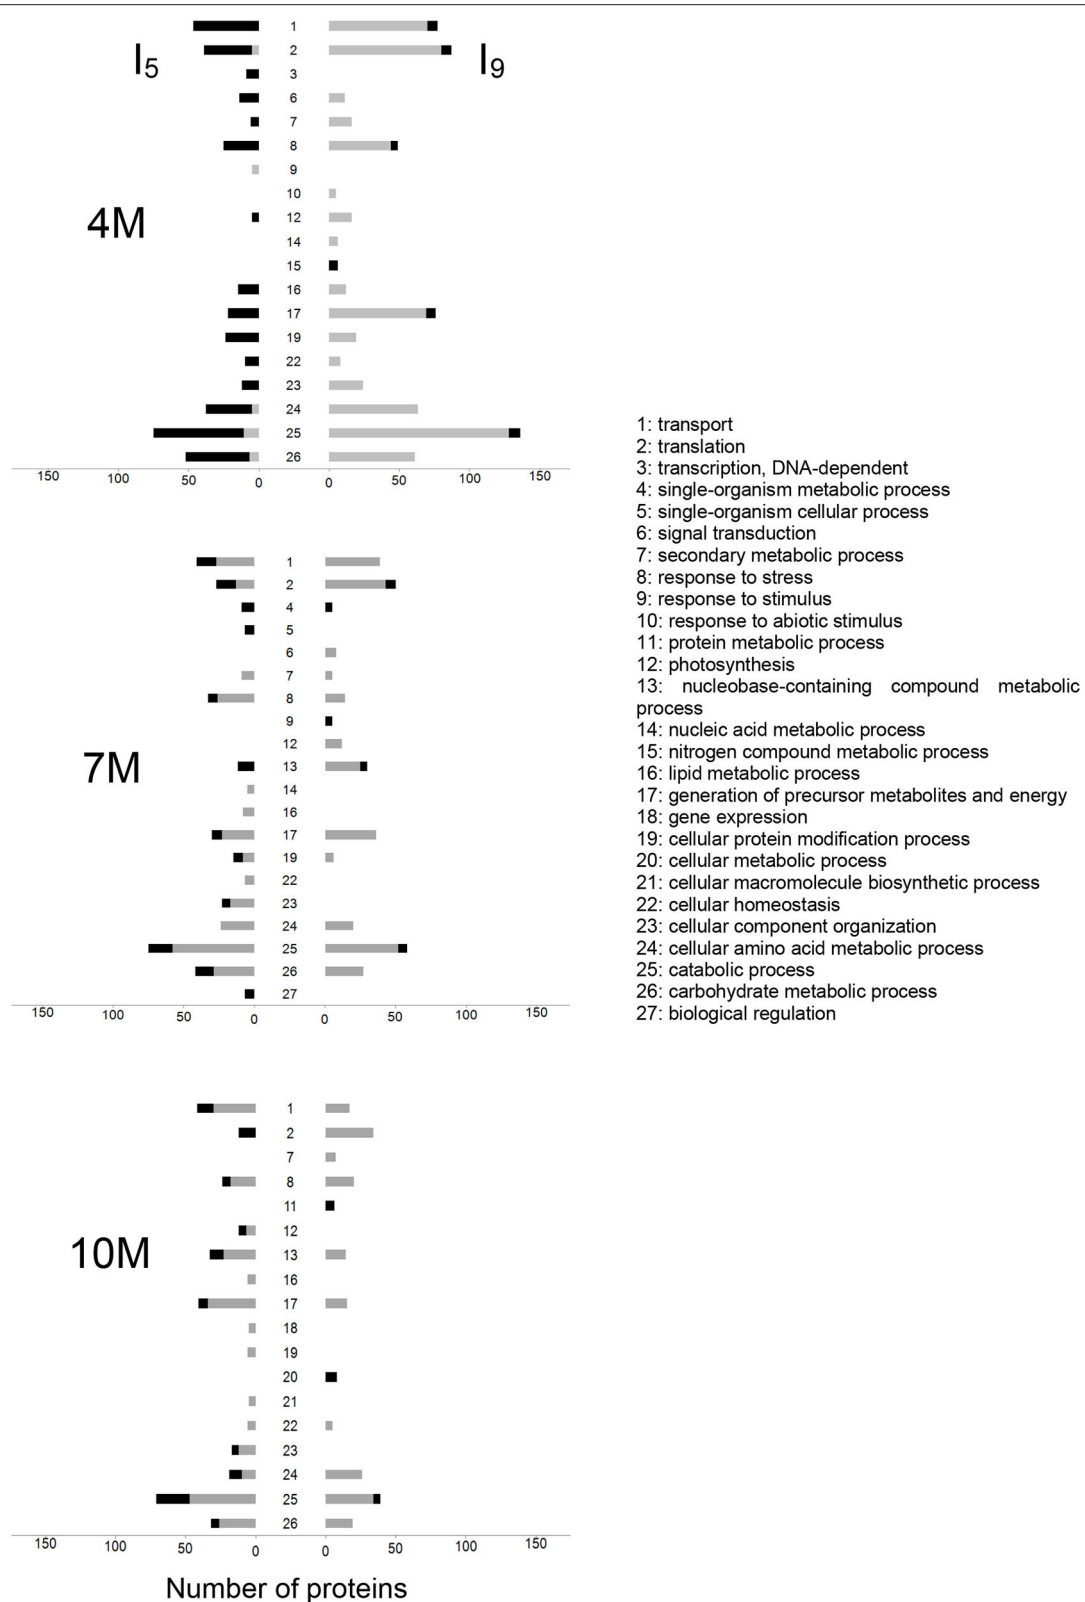 1
I5
2
I9
3
6
7
8
9
10
4M
12
14
15
16
17
19
22
23
24
25
26
150 100 50 0 0 50 100 150
1
2
4
5
6
7
8
9
12
7M
13
14
16
17
19
22
23
24
25
26
27
150 100 50 0 0 50 100 150
1
2
7
8
11
12
10M
13
16
17
18
19
20
21
22
23
24
25
26
150 100 50 0 0 50 100 150
Number of proteins
1: transport
2: translation
3: transcription, DNA-dependent
4: single-organism metabolic process
5: single-organism cellular process
6: signal transduction
7: secondary metabolic process
8: response to stress
9: response to stimulus
10: response to abiotic stimulus
11: protein metabolic process
12: photosynthesis
13: nucleobase-containing compound metabolic
process
14: nucleic acid metabolic process
15: nitrogen compound metabolic process
16: lipid metabolic process
17: generation of precursor metabolites and energy
18: gene expression
19: cellular protein modification process
20: cellular metabolic process
21: cellular macromolecule biosynthetic process
22: cellular homeostasis
23: cellular component organization
24: cellular amino acid metabolic process
25: catabolic process
26: carbohydrate metabolic process
27: biological regulation